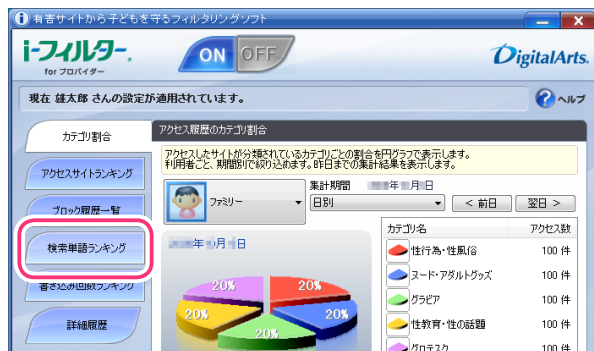 有害サイトから子どもを守るフィルタリングソフト
i-フィルター®
for プロバイダー
ON OFF
DigitalArts®
現在 雄太郎 さんの設定が適用されています。
ヘルプ
カテゴリ割合
アクセスサイトランキング
ブロック履歴一覧
検索単語ランキング
書き込み回数ランキング
詳細履歴
アクセス履歴のカテゴリ割合
アクセスしたサイトが分類されているカテゴリごとの割合を円グラフで表示します。
利用者ごと、期間別で絞り込めます。昨日までの集計結果を表示します。
ファミリー
集計期間
年 月 日
日別
< 前日
翌日 >
年 月 日
20%
20%
20%
20%
20%
カテゴリ名 アクセス数
性行為・性風俗 100 件
ヌード・アダルトグッズ 100 件
グラビア 100 件
性教育・性の話題 100 件
グロテスク 100 件